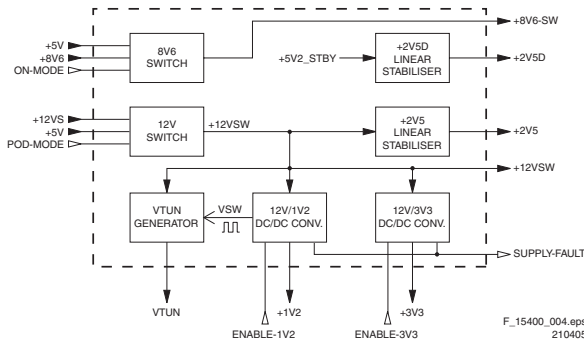 +8V6-SW
+5V
+8V6
ON-MODE
8V6
SWITCH
+5V2_STBY
+2V5D
LINEAR
STABILISER
+2V5D
+12VS
+5V
POD-MODE
12V
SWITCH
+12VSW
+2V5
LINEAR
STABILISER
+2V5
+12VSW
VTUN
GENERATOR
VSW
12V/1V2
DC/DC CONV.
12V/3V3
DC/DC CONV.
SUPPLY-FAULT
VTUN
+1V2
+3V3
ENABLE-1V2
ENABLE-3V3
F_15400_004.eps
210405